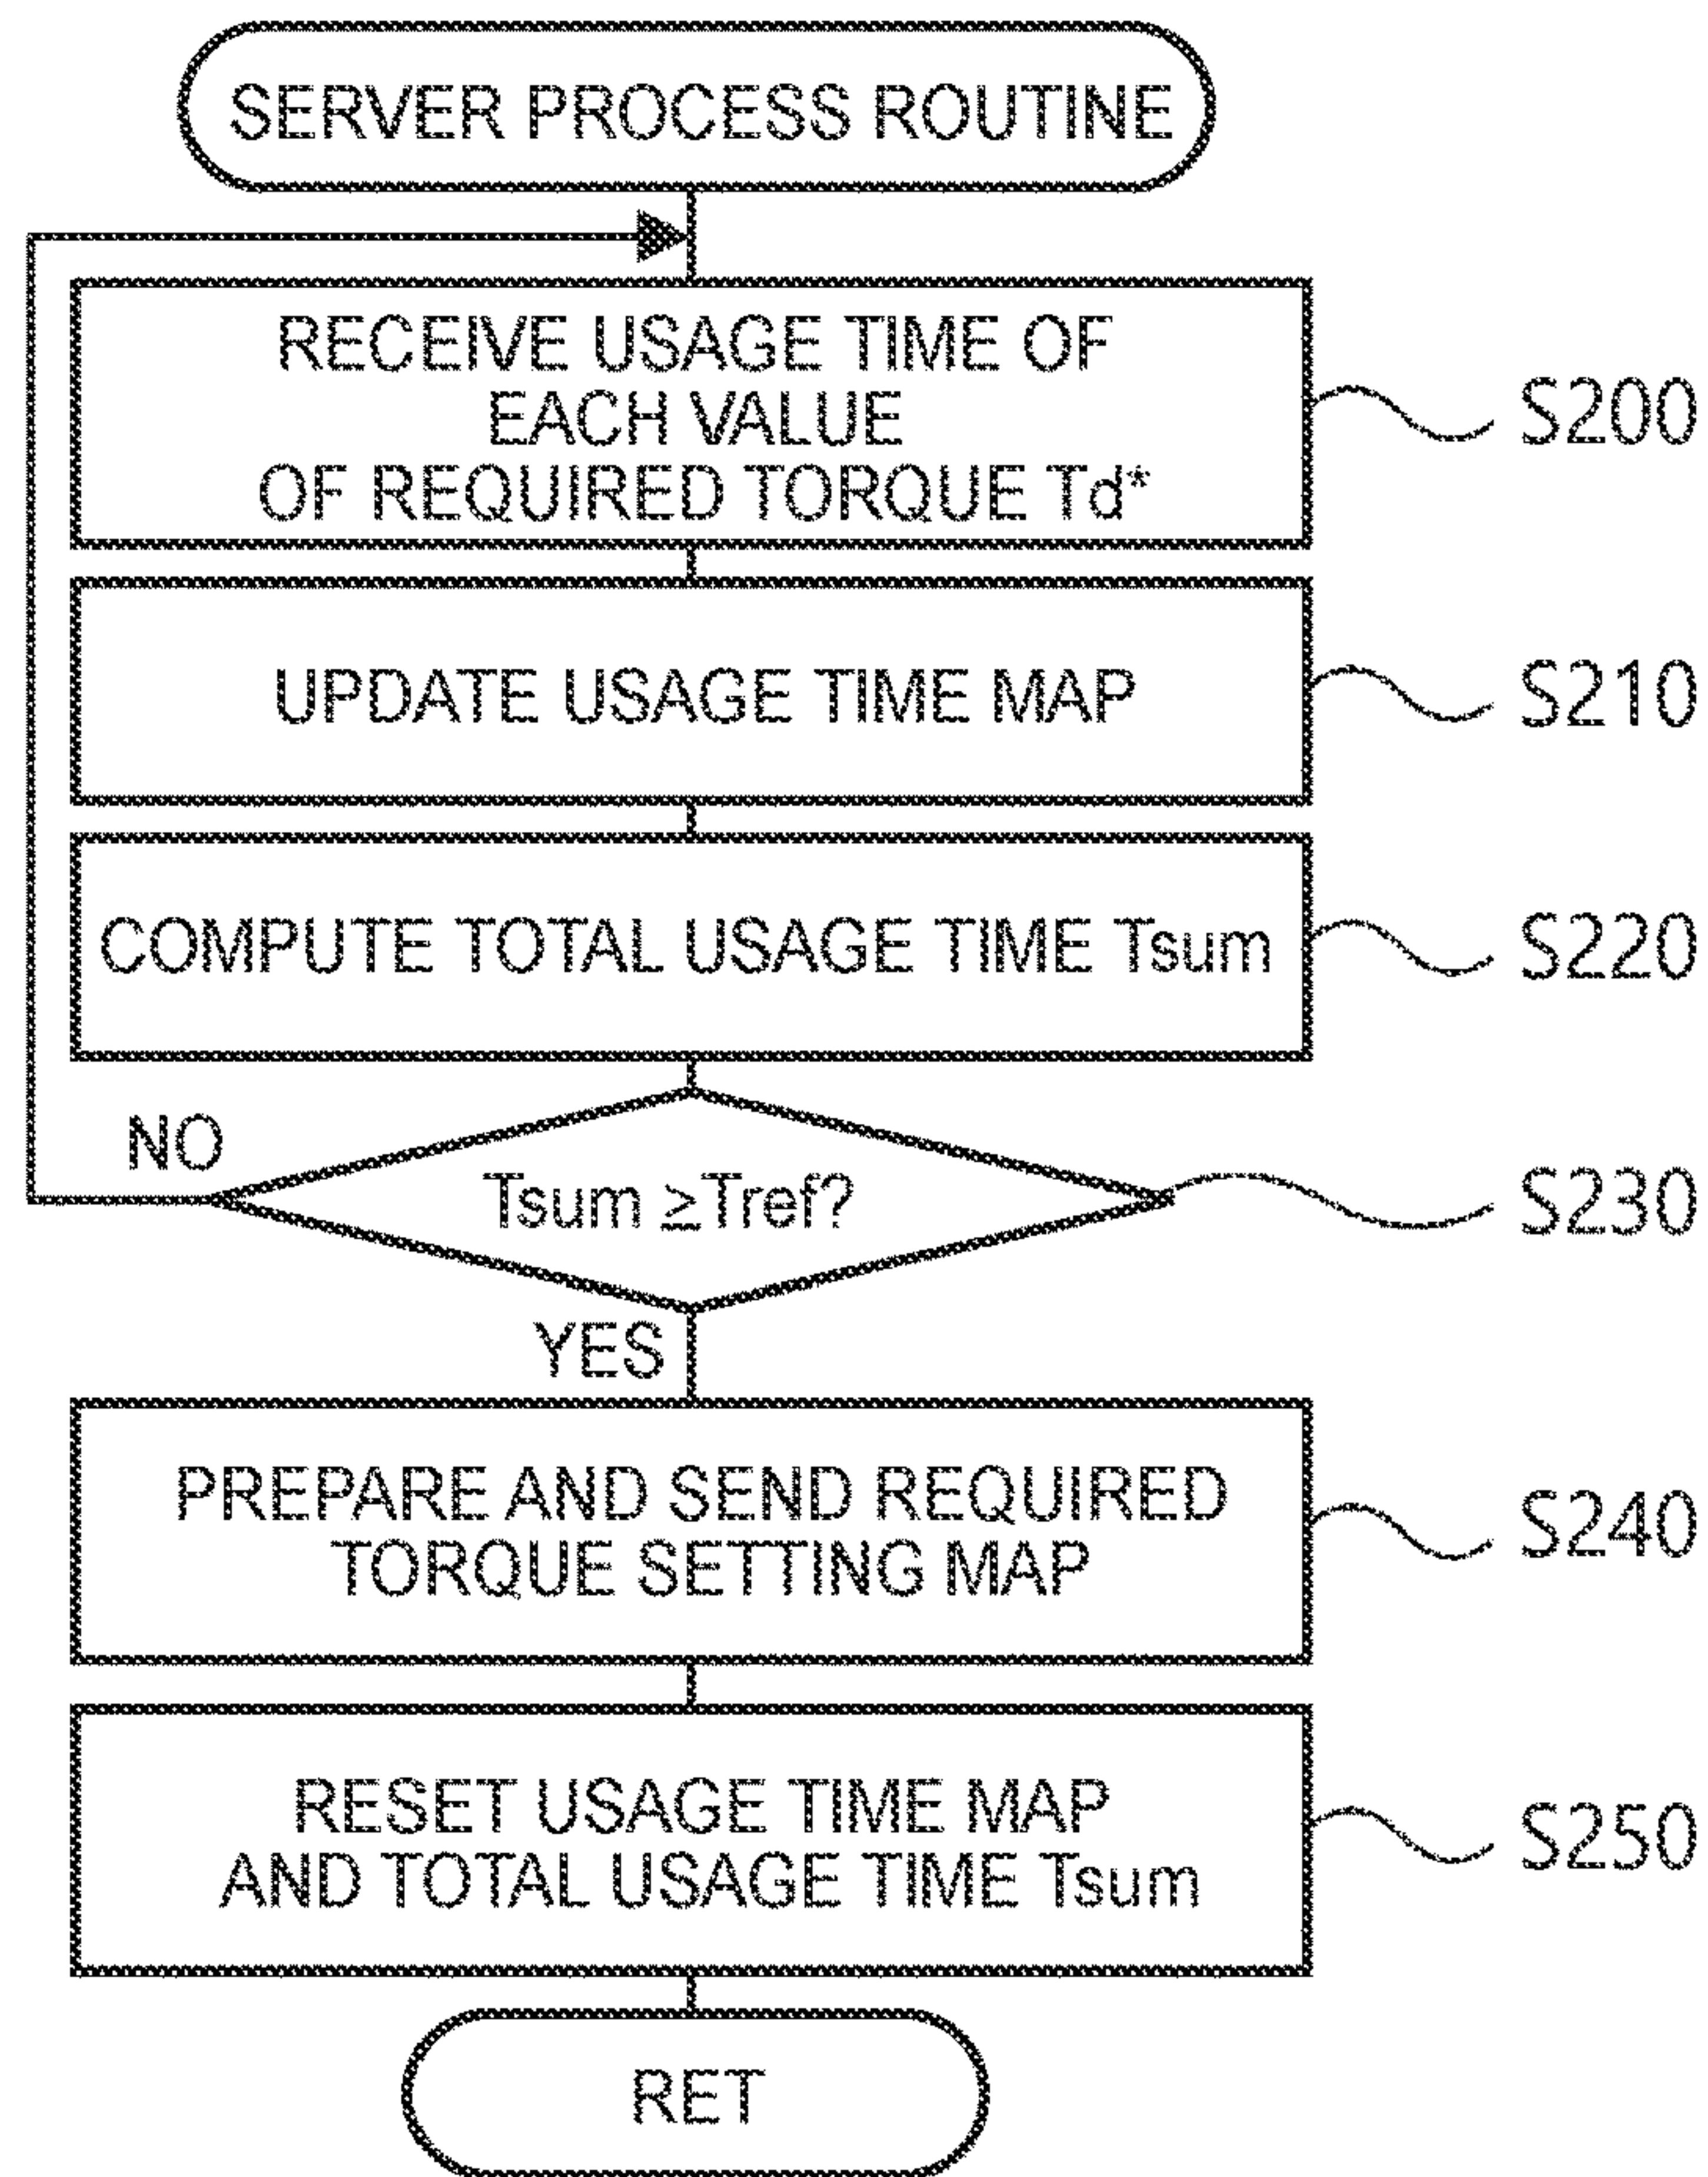 SERVER PROCESS ROUTINE
RECEIVE USAGE TIME OF
EACH VALUE
OF REQUIRED TORQUE Td*
S200
UPDATE USAGE TIME MAP
S210
COMPUTE TOTAL USAGE TIME Tsum
S220
NO
Tsum ≥Tref?
S230
YES
PREPARE AND SEND REQUIRED
TORQUE SETTING MAP
S240
RESET USAGE TIME MAP
AND TOTAL USAGE TIME Tsum
S250
RET